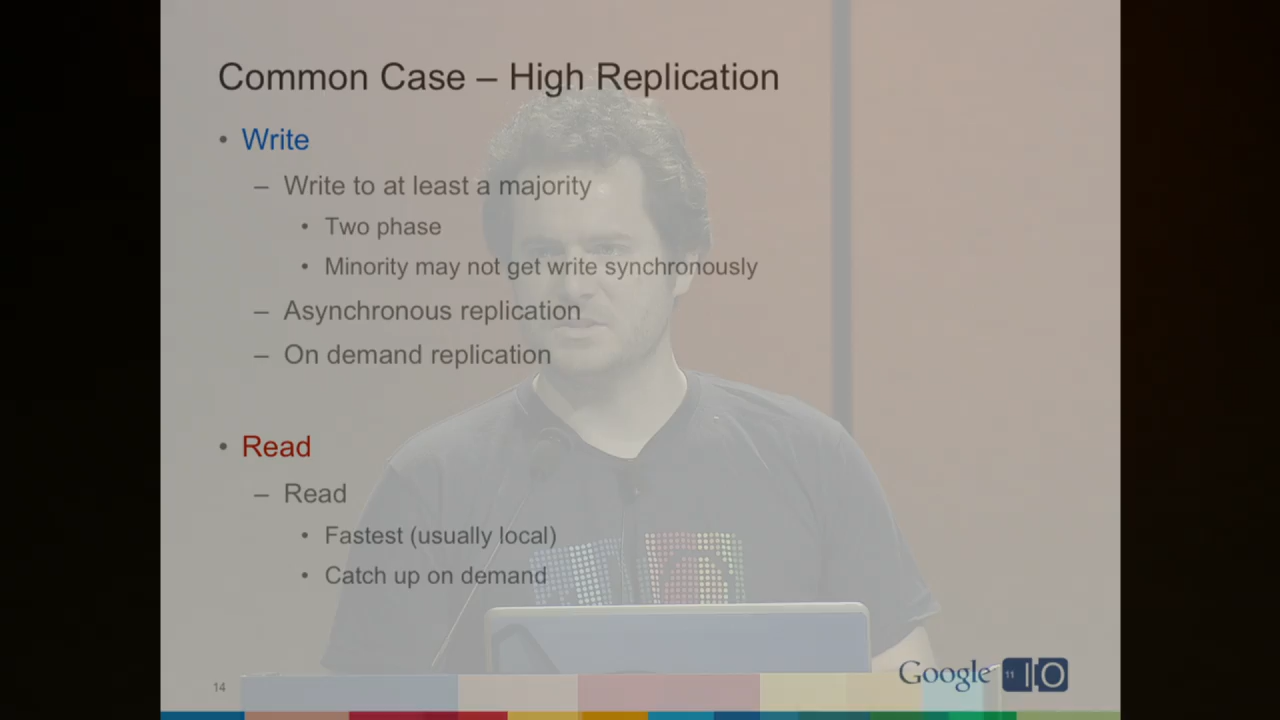 Common Case – High Replication
• Write
– Write to at least a majority
• Two phase
• Minority may not get write synchronously
– Asynchronous replication
– On demand replication
• Read
– Read
• Fastest (usually local)
• Catch up on demand
14
Google 11 IO